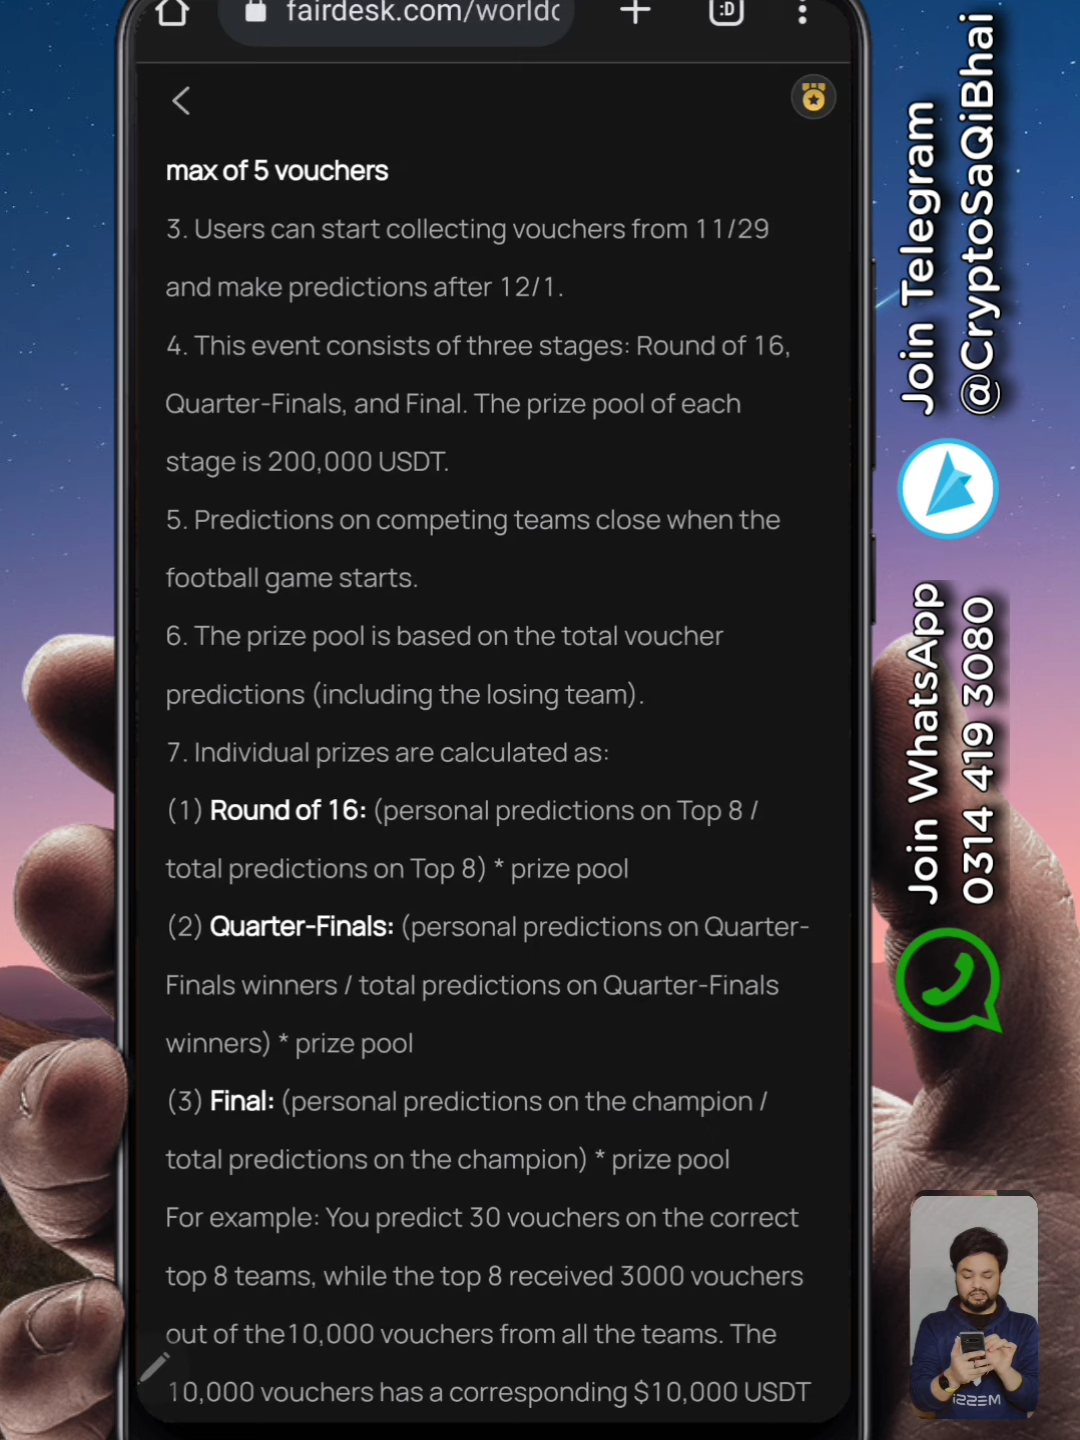 fairdesk.com/worldc
:D
max of 5 vouchers
3. Users can start collecting vouchers from 11/29
and make predictions after 12/1.
4. This event consists of three stages: Round of 16,
Quarter-Finals, and Final. The prize pool of each
stage is 200,000 USDT.
5. Predictions on competing teams close when the
football game starts.
6. The prize pool is based on the total voucher
predictions (including the losing team).
7. Individual prizes are calculated as:
(1) Round of 16: (personal predictions on Top 8 /
total predictions on Top 8) * prize pool
(2) Quarter-Finals: (personal predictions on Quarter-
Finals winners / total predictions on Quarter-Finals
winners) * prize pool
(3) Final: (personal predictions on the champion /
total predictions on the champion) * prize pool
For example: You predict 30 vouchers on the correct
top 8 teams, while the top 8 received 3000 vouchers
out of the10,000 vouchers from all the teams. The
10,000 vouchers has a corresponding $10,000 USDT
Join Telegram
@CryptoSaQiBhai
Join WhatsApp
0314 419 3080